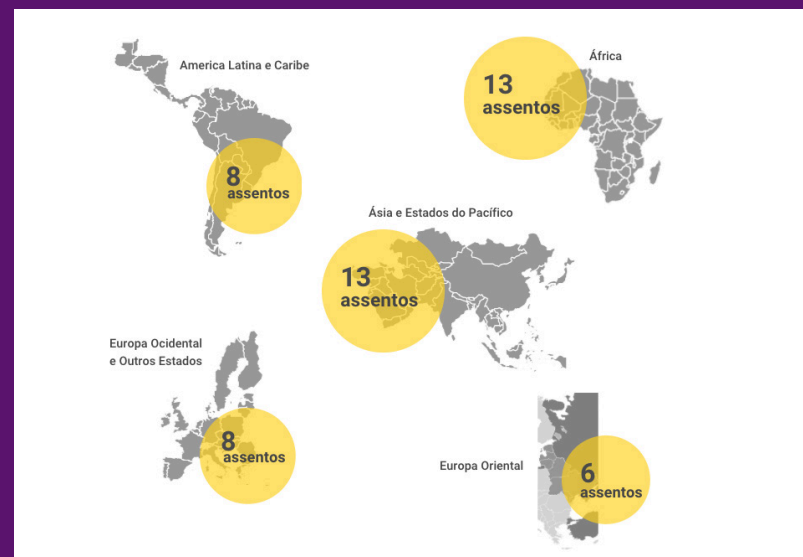 America Latina e Caribe
8
assentos
África
13
assentos
Ásia e Estados do Pacífico
13
assentos
Europa Ocidental
e Outros Estados
8
assentos
Europa Oriental
6
assentos